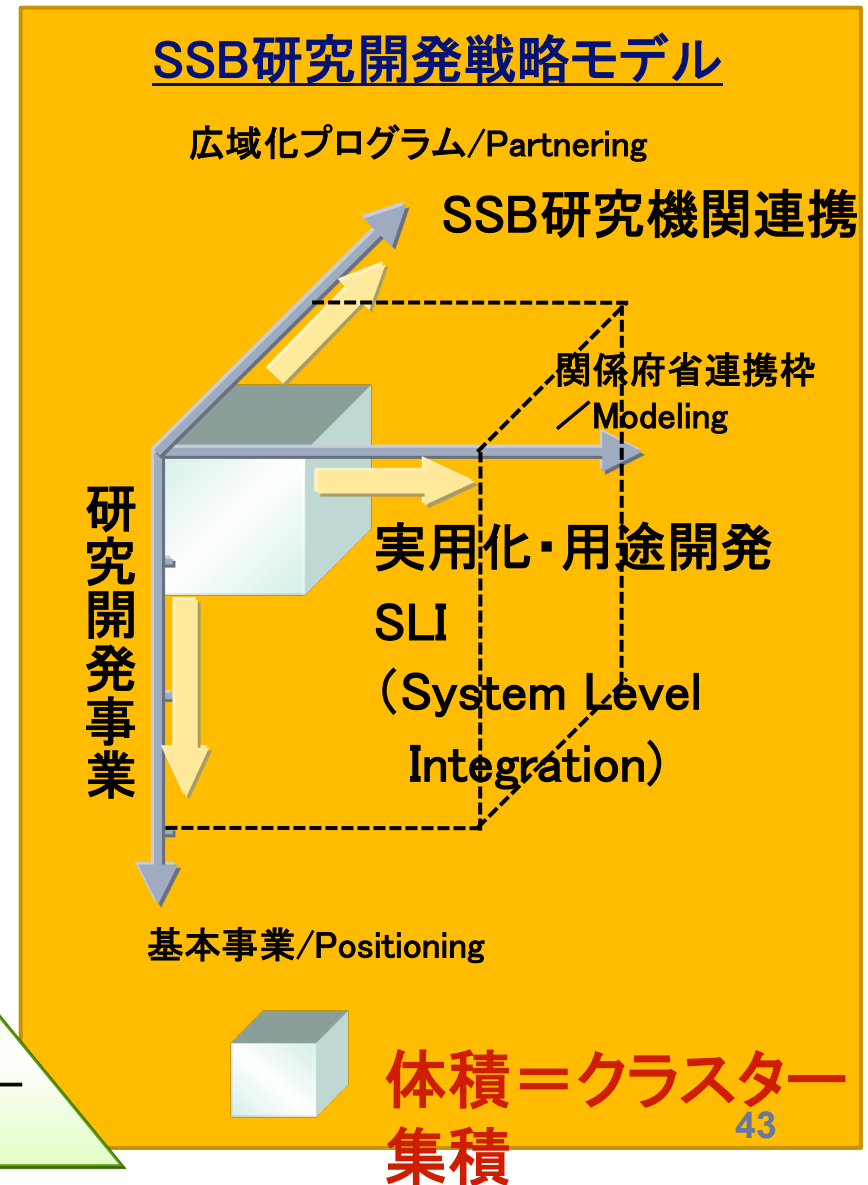 SSB研究開発戦略モデル
広域化プログラム/Partnering
SSB研究機関連携
関係府省連携枠
／Modeling
研究開発事業
実用化・用途開発
SLI
（System Level
Integration）
基本事業/Positioning
体積＝クラスター
集積
43